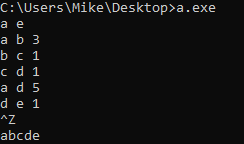 C:\Users\Mike\Desktop>a.exe
a e
a b 3
b c 1
c d 1
a d 5
d e 1
^Z
abcde